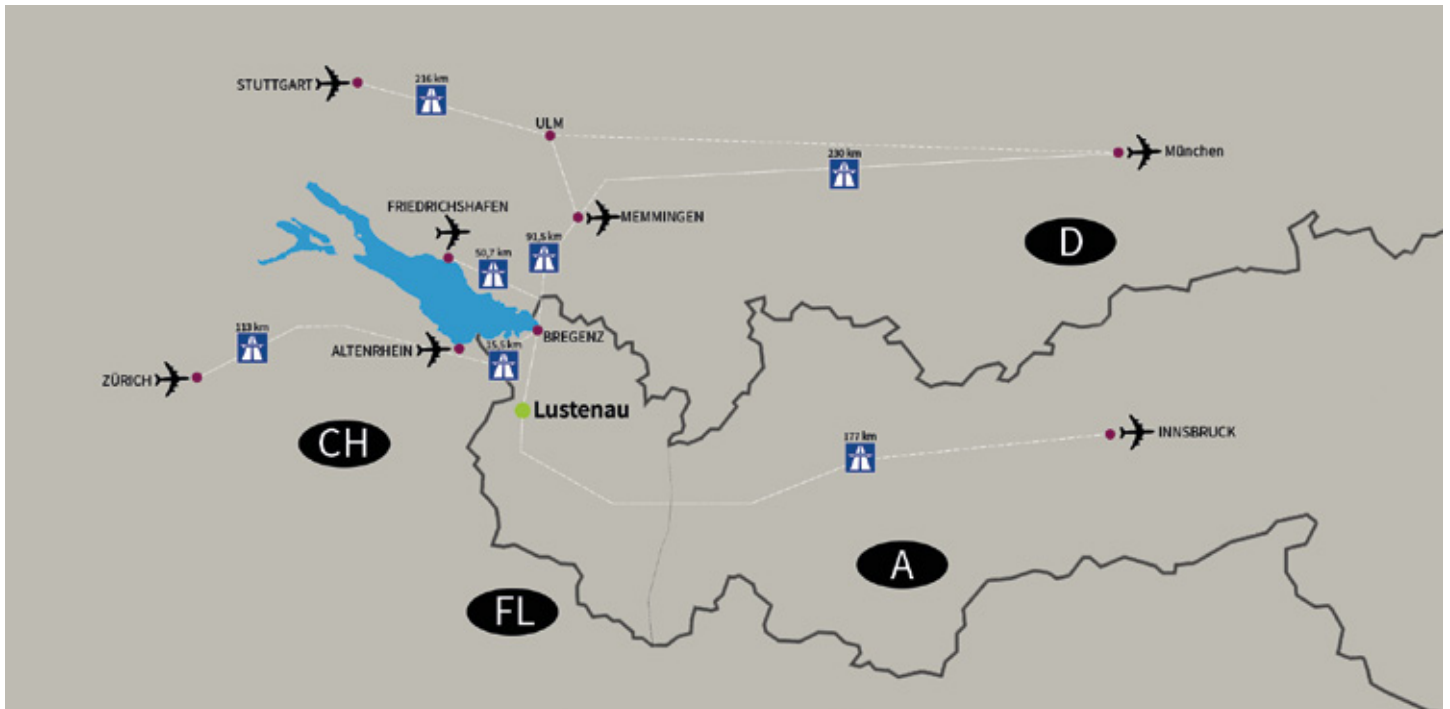 216 km
STUTTGART
ULM
230 km
München
FRIEDRICHSHAFEN
MEMMINGEN
91,5 km
50,7 km
D
113 km
BREGENZ
ALTENRHEIN
15,5 km
ZÜRICH
Lustenau
CH
177 km
INNSBRUCK
A
FL